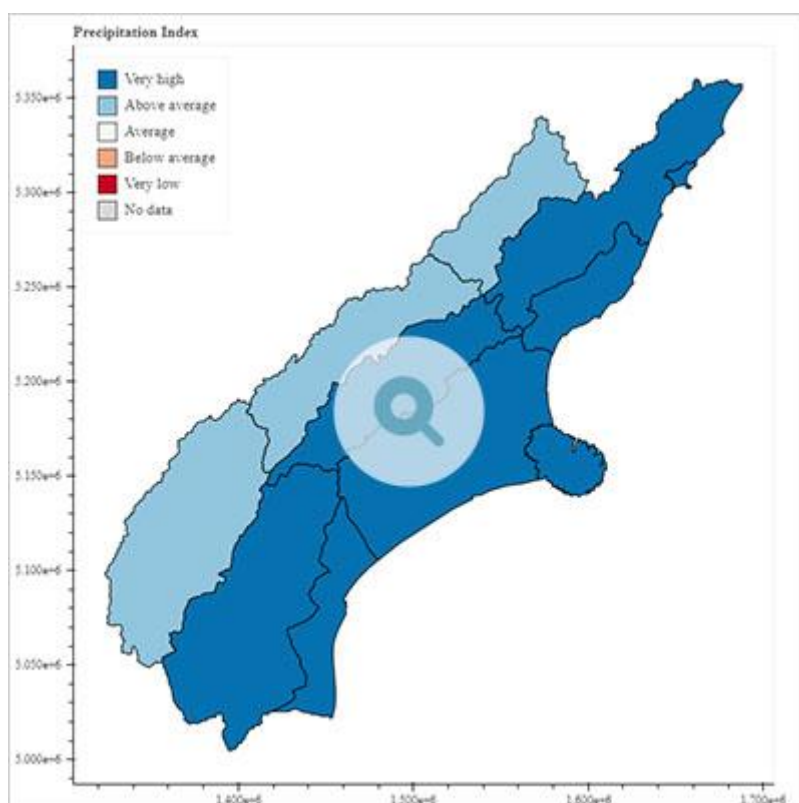 Precipitation Index
Very high
Above average
Average
Below average
Very low
No data
5.350e+6
5.300e+6
5.250e+6
5.200e+6
5.150e+6
5.100e+6
5.050e+6
5.000e+6
1.400e+6 1.500e+6 1.600e+6 1.700e+6